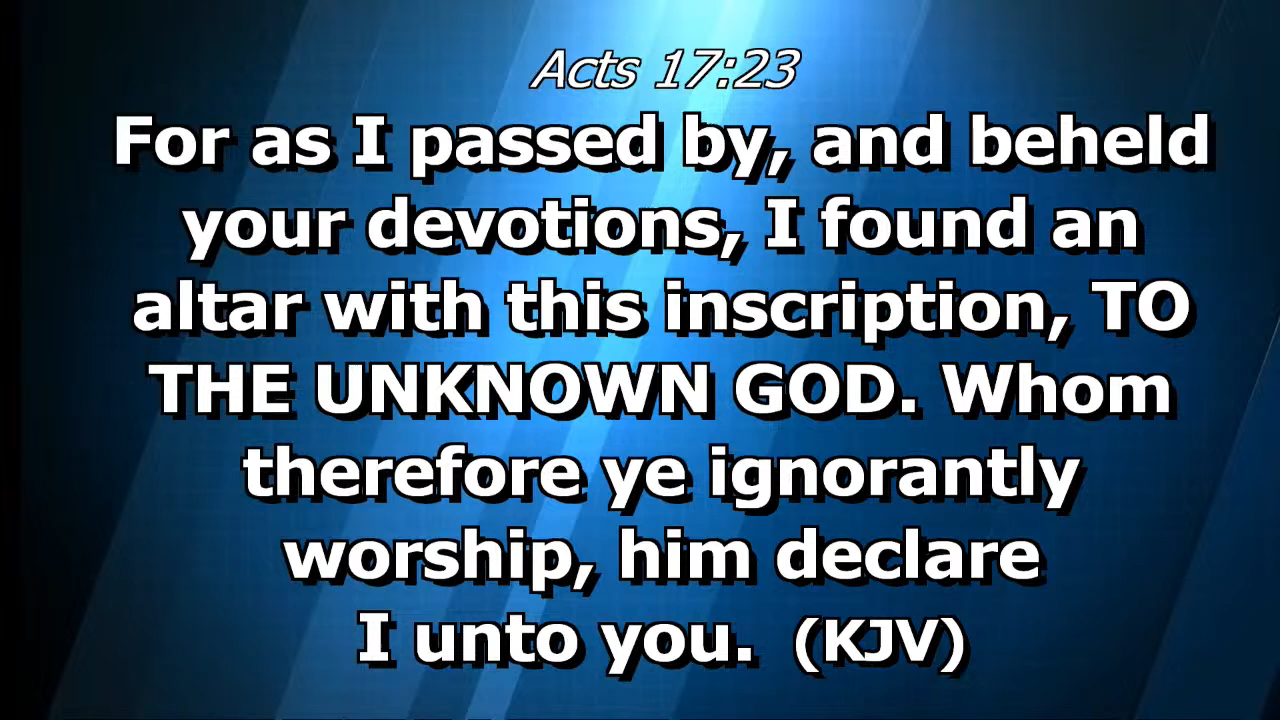 Acts 17:23
For as I passed by, and beheld
your devotions, I found an
altar with this inscription, TO
THE UNKNOWN GOD. Whom
therefore ye ignorantly
worship, him declare
I unto you. (KJV)